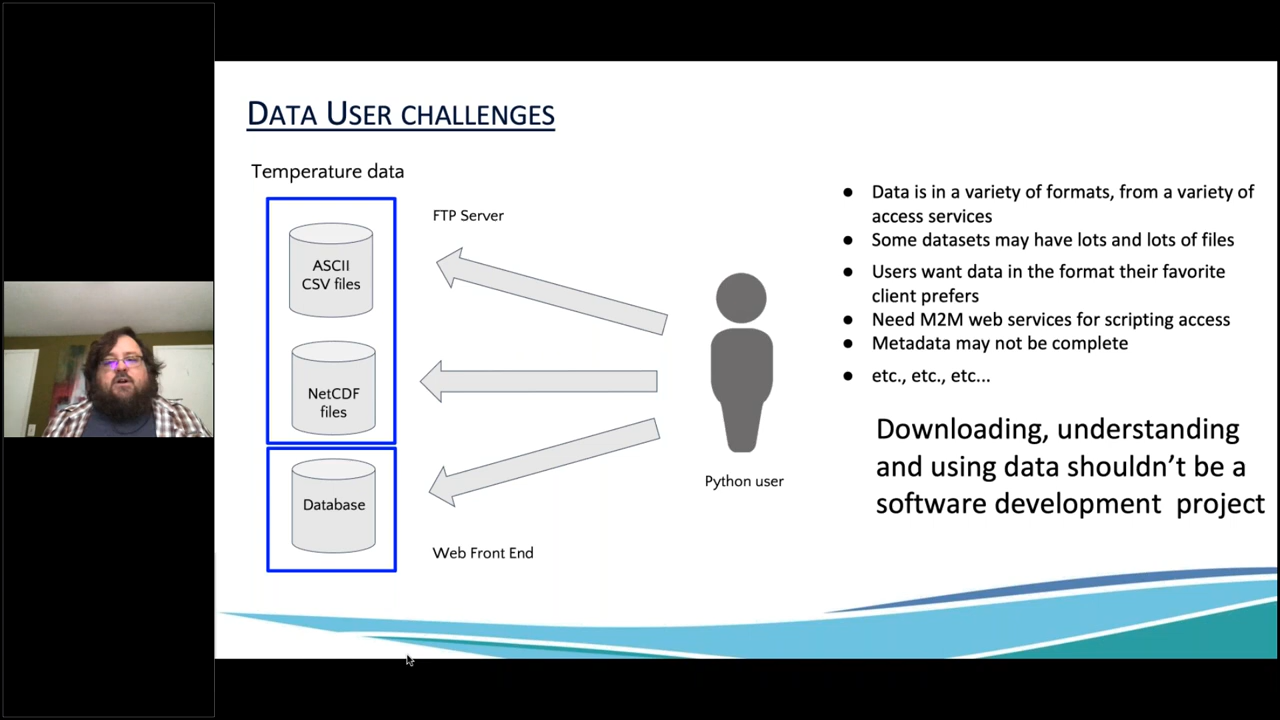 DATA USER CHALLENGES
Temperature data
FTP Server
ASCII
CSV files
NetCDF
files
Database
Web Front End
Python user
● Data is in a variety of formats, from a variety of
access services
● Some datasets may have lots and lots of files
● Users want data in the format their favorite
client prefers
● Need M2M web services for scripting access
● Metadata may not be complete
● etc., etc., etc...
Downloading, understanding
and using data shouldn’t be a
software development project